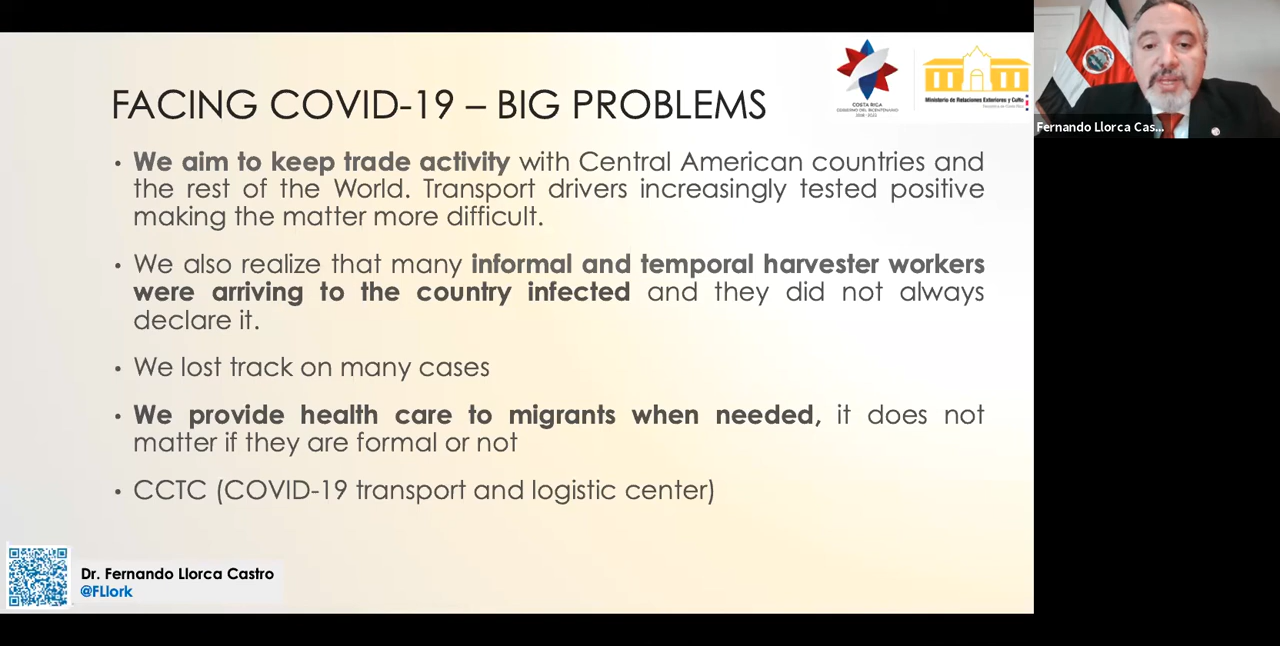 FACING COVID-19 – BIG PROBLEMS
COSTA RICA
GOBIERNO DEL BICENTENARIO
2018 - 2022
Ministerio de Relaciones Exteriores y Culto
Fernando Llorca Cas...
• We aim to keep trade activity with Central American countries and
the rest of the World. Transport drivers increasingly tested positive
making the matter more difficult.
• We also realize that many informal and temporal harvester workers
were arriving to the country infected and they did not always
declare it.
• We lost track on many cases
• We provide health care to migrants when needed, it does not
matter if they are formal or not
• CCTC (COVID-19 transport and logistic center)
Dr. Fernando Llorca Castro
@FLlork